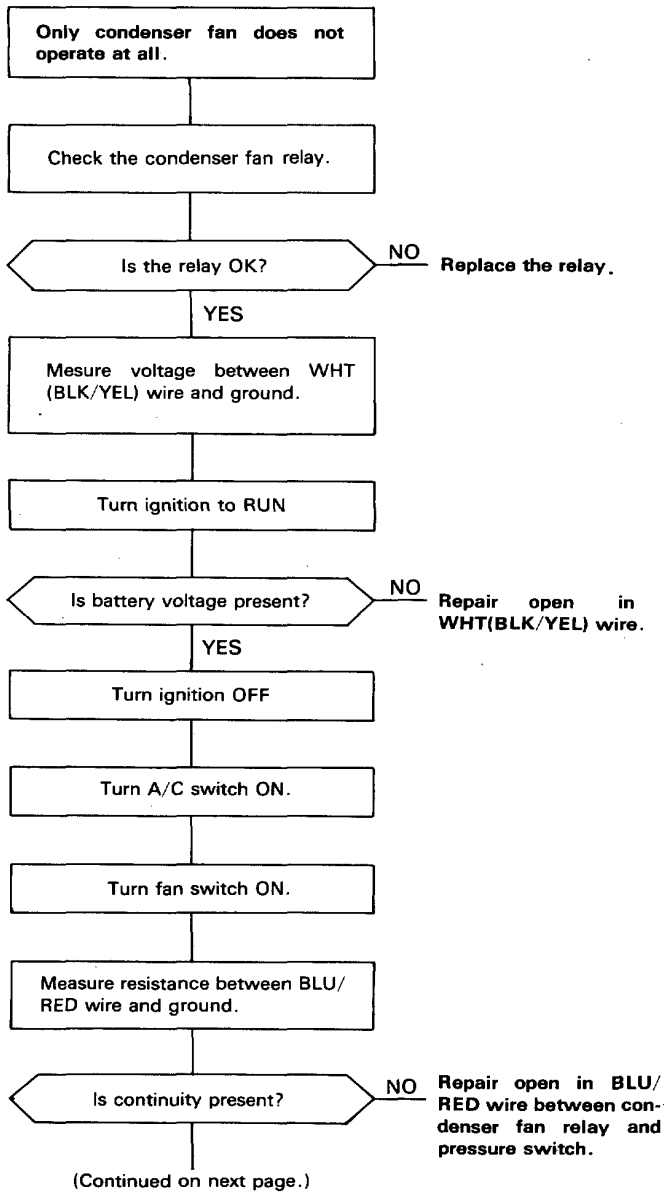 Only condenser fan does not
operate at all.
Check the condenser fan relay.
Is the relay OK?
NO
Replace the relay.
YES
Mesure voltage between WHT
(BLK/YEL) wire and ground.
Turn ignition to RUN
Is battery voltage present?
NO
Repair open in
WHT(BLK/YEL) wire.
YES
Turn ignition OFF
Turn A/C switch ON.
Turn fan switch ON.
Measure resistance between BLU/
RED wire and ground.
Is continuity present?
NO
Repair open in BLU/
RED wire between con-
denser fan relay and
pressure switch.
(Continued on next page.)